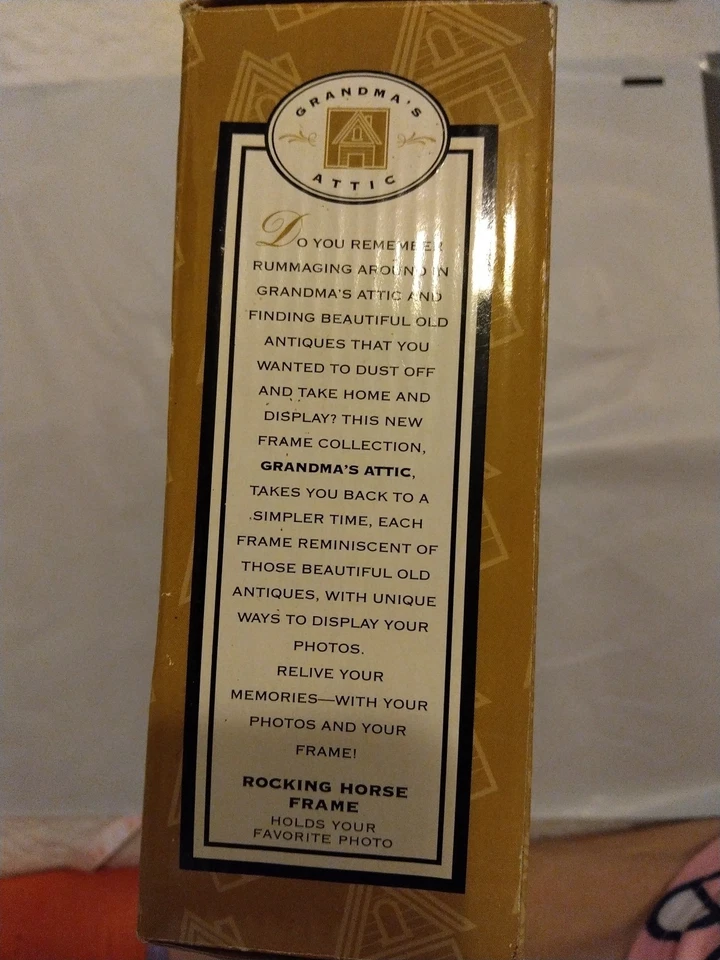 GRANDMA'S
ATTIC
DO YOU REMEMBER
RUMMAGING AROUND IN
GRANDMA'S ATTIC AND
FINDING BEAUTIFUL OLD
ANTIQUES THAT YOU
WANTED TO DUST OFF
AND TAKE HOME AND
DISPLAY? THIS NEW
FRAME COLLECTION,
GRANDMA'S ATTIC,
TAKES YOU BACK TO A
SIMPLER TIME, EACH
FRAME REMINISCENT OF
THOSE BEAUTIFUL OLD
ANTIQUES, WITH UNIQUE
WAYS TO DISPLAY YOUR
PHOTOS.
RELIVE YOUR
MEMORIES—WITH YOUR
PHOTOS AND YOUR
FRAME!
ROCKING HORSE
FRAME
HOLDS YOUR
FAVORITE PHOTO